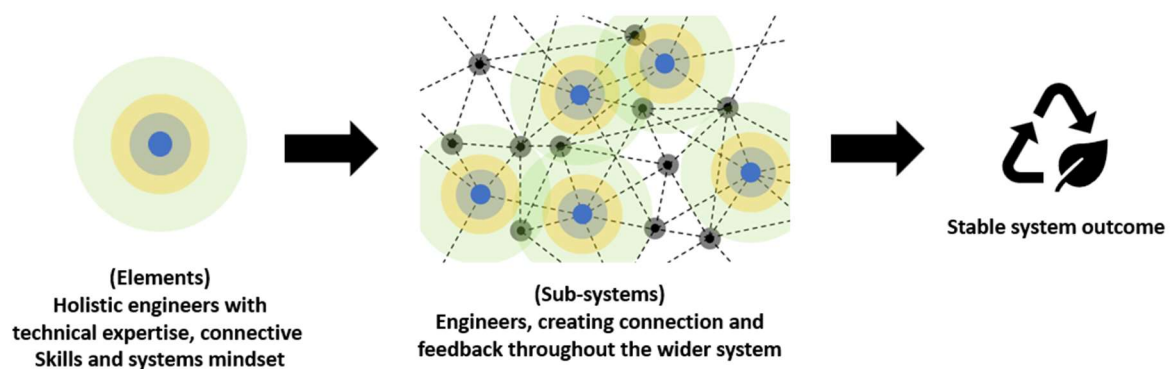 (Elements)
Holistic engineers with
technical expertise, connective
Skills and systems mindset
(Sub-systems)
Engineers, creating connection and
feedback throughout the wider system
Stable system outcome